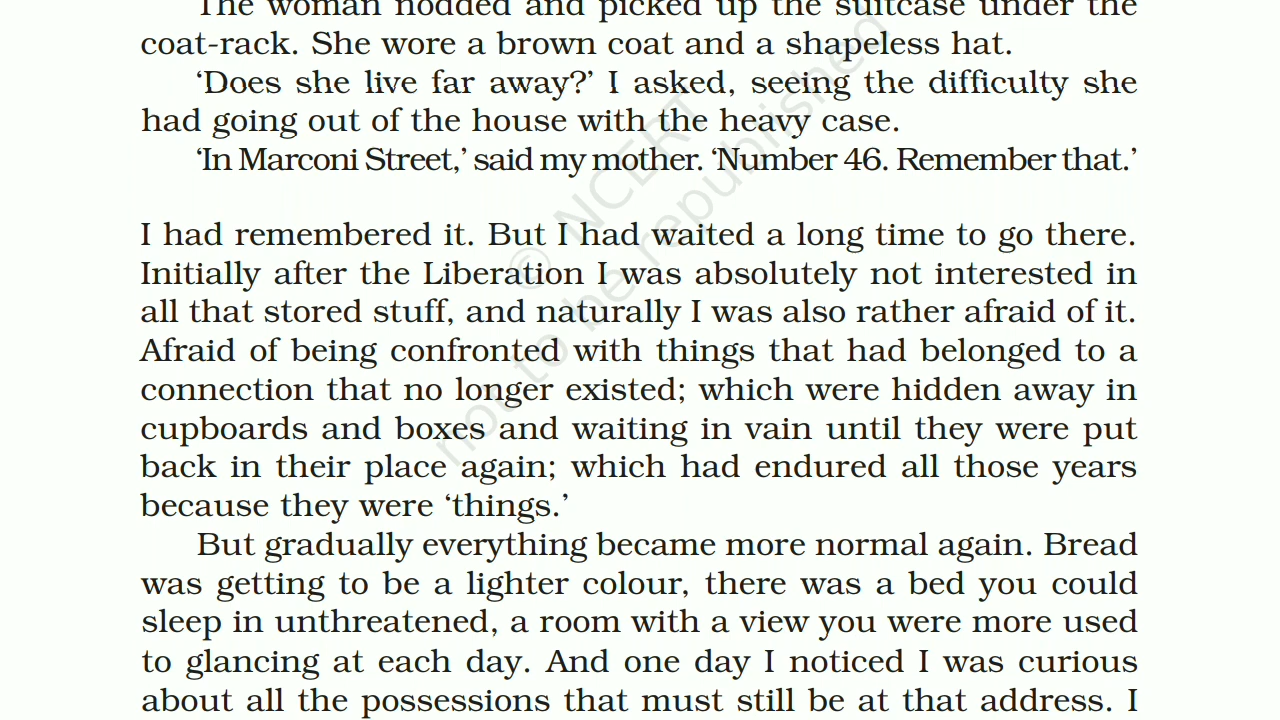 The woman nodded and picked up the suitcase under the
coat-rack. She wore a brown coat and a shapeless hat.
‘Does she live far away?’ I asked, seeing the difficulty she
had going out of the house with the heavy case.
‘In Marconi Street,’ said my mother. ‘Number 46. Remember that.’
I had remembered it. But I had waited a long time to go there.
Initially after the Liberation I was absolutely not interested in
all that stored stuff, and naturally I was also rather afraid of it.
Afraid of being confronted with things that had belonged to a
connection that no longer existed; which were hidden away in
cupboards and boxes and waiting in vain until they were put
back in their place again; which had endured all those years
because they were ‘things.’
But gradually everything became more normal again. Bread
was getting to be a lighter colour, there was a bed you could
sleep in unthreatened, a room with a view you were more used
to glancing at each day. And one day I noticed I was curious
about all the possessions that must still be at that address. I
© NCERT
not to be republished